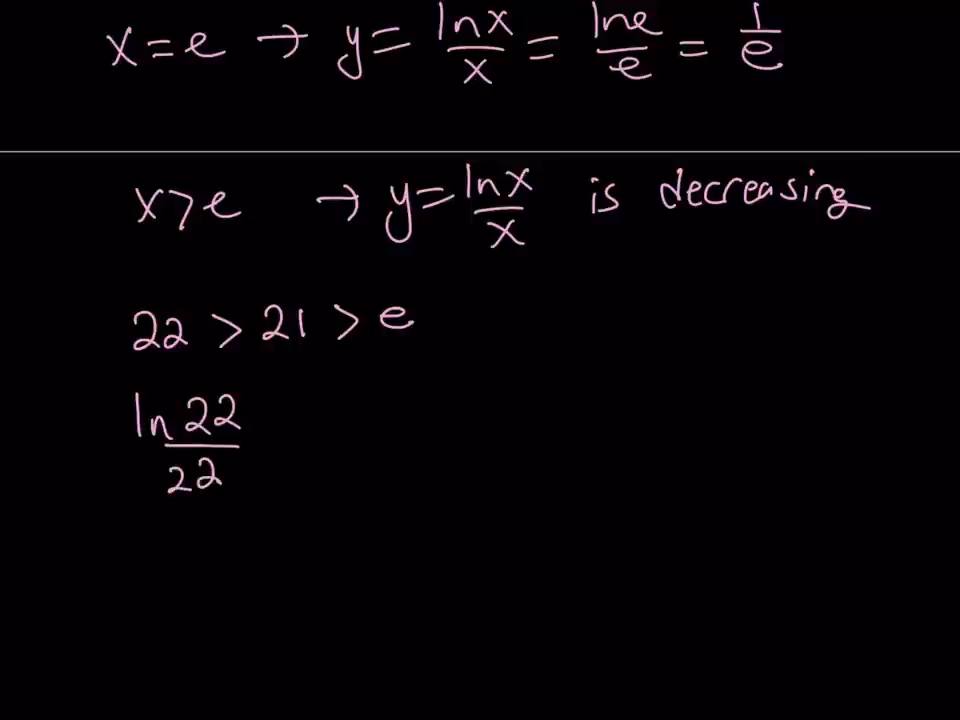 x = e → y = ln x / x = ln e / e = 1 / e
x > e → y = ln x / x is decreasing
22 > 21 > e
ln 22 / 22